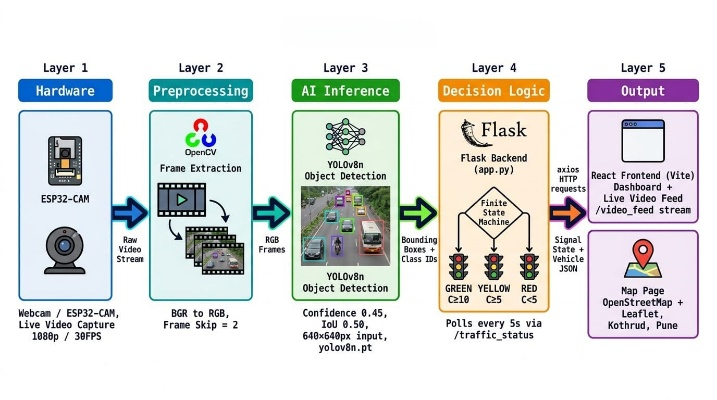 Layer 1
Hardware
ESP32-CAM
Webcam / ESP32-CAM,
Live Video Capture
1080p / 30FPS
Raw
Video
Stream
Layer 2
Preprocessing
OpenCV
Frame Extraction
BGR to RGB,
Frame Skip = 2
RGB
Frames
Layer 3
AI Inference
YOLOv8n
Object Detection
YOLOv8n
Object Detection
Confidence 0.45,
IoU 0.50,
640×640px input,
yolov8n.pt
Bounding
Boxes +
Class IDs
Layer 4
Decision Logic
Flask
Flask Backend
(app.py)
Finite
State
Machine
GREEN YELLOW RED
C≥10 C≥5 C<5
Polls every 5s via
/traffic_status
axios
HTTP
requests
Signal
State +
Vehicle
JSON
Layer 5
Output
React Frontend (Vite)
Dashboard +
Live Video Feed
/video_feed stream
Map Page
OpenStreetMap +
Leaflet,
Kothrud, Pune